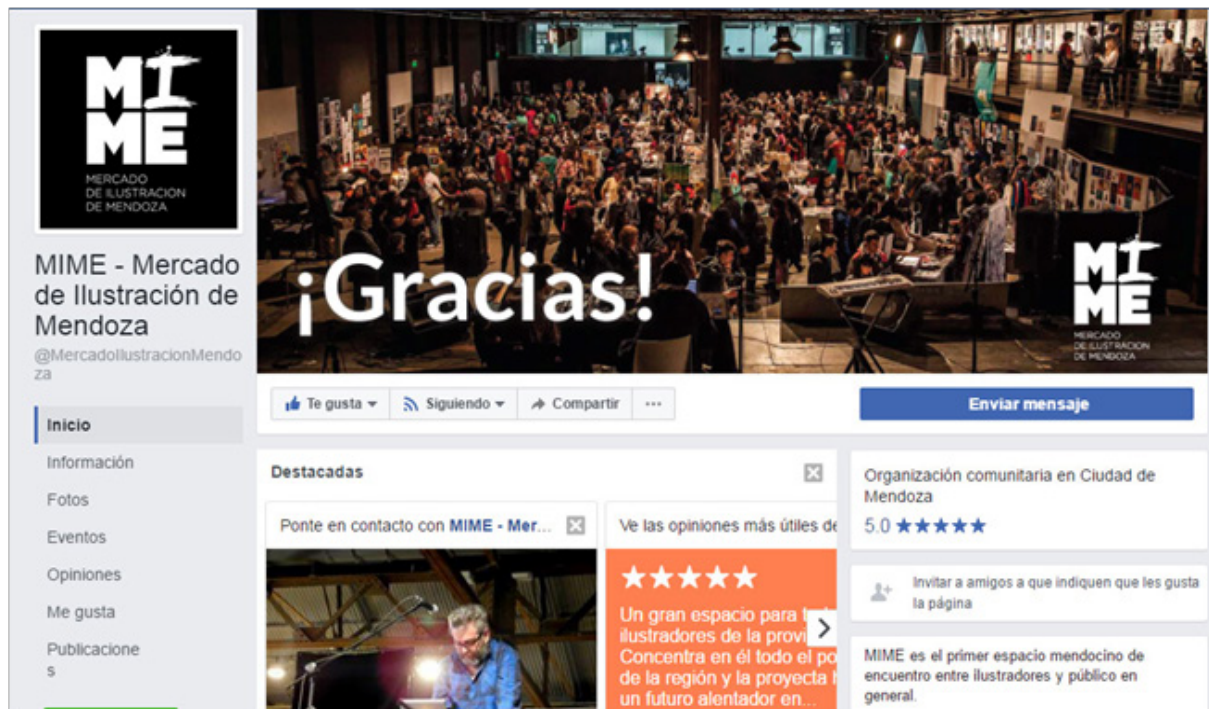 MI
ME
MERCADO
DE ILUSTRACION
DE MENDOZA
MIME - Mercado
de Ilustración de
Mendoza
@MercadoIlustracionMendo
za
Inicio
Información
Fotos
Eventos
Opiniones
Me gusta
Publicacione
s
¡Gracias!
MI
ME
MERCADO
DE ILUSTRACION
DE MENDOZA
Te gusta
Siguiendo
Compartir
Enviar mensaje
Destacadas
Ponte en contacto con MIME - Mer...
Ve las opiniones más útiles de
Un gran espacio para
ilustradores de la provi
Concentra en él todo el po
de la región y la proyecta
un futuro alentador en...
Organización comunitaria en Ciudad de
Mendoza
5.0
Invitar a amigos a que indiquen que les gusta
la página
MIME es el primer espacio mendocino de
encuentro entre ilustradores y público en
general.